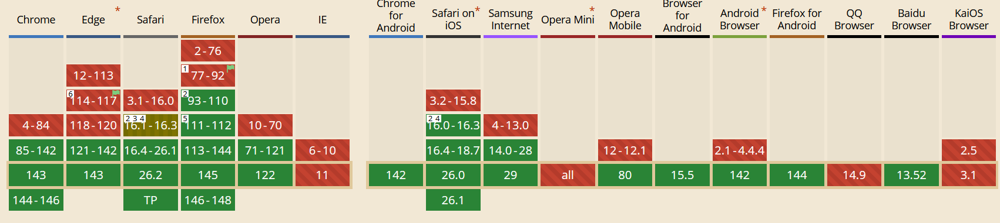 Chrome
Edge *
Safari
Firefox
Opera
IE
Chrome
for
Android
Safari on *
iOS
Samsung
Internet
Opera Mini *
Opera
Mobile
Browser
for
Android
Android *
Browser
Firefox for
Android
QQ
Browser
Baidu
Browser
KaiOS
Browser
2-76
12-113
1 77-92
6 114-117
3.1-16.0
2 93-110
3.2-15.8
4-84
118-120
2 3 4 16.1-16.3
5 111-112
10-70
2 4 16.0-16.3
4-13.0
85-142
121-142
16.4-26.1
113-144
71-121
6-10
16.4-18.7
14.0-28
12-12.1
2.1-4.4.4
2.5
143
143
26.2
145
122
11
142
26.0
29
all
80
15.5
142
144
14.9
13.52
3.1
144-146
TP
146-148
26.1